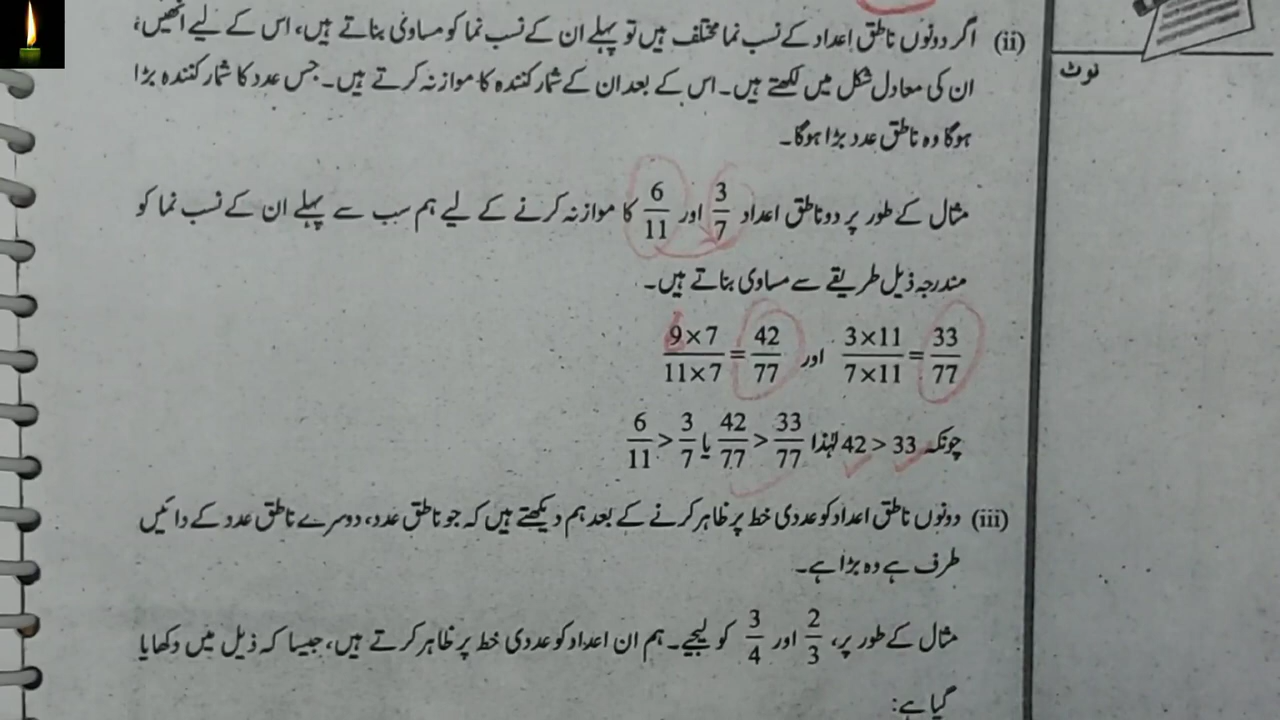 (ii) اگر دونوں ناطق اعداد کے نسب نما مختلف ہیں تو پہلے ان کے نسب نما کو مساوی بناتے ہیں، اس کے لیے انھیں،
ان کی معادل شکل میں لکھتے ہیں۔ اس کے بعد ان کے شمار کنندہ کا موازنہ کرتے ہیں۔ جس عدد کا شمار کنندہ بڑا
ہوگا وہ ناطق عدد بڑا ہوگا۔
نوٹ
مثال کے طور پر دو ناطق اعداد 3/7 اور 6/11 کا موازنہ کرنے کے لیے ہم سب سے پہلے ان کے نسب نما کو
مندرجہ ذیل طریقے سے مساوی بناتے ہیں۔
(3×11)/(7×11) = 33/77 اور (9×7)/(11×7) = 42/77
چونکہ 42 > 33 لہٰذا 42/77 > 33/77 یا 6/11 > 3/7
(iii) دونوں ناطق اعداد کو عددی خط پر ظاہر کرنے کے بعد ہم دیکھتے ہیں کہ جو ناطق عدد، دوسرے ناطق عدد کے دائیں
طرف ہے وہ بڑا ہے۔
مثال کے طور پر، 2/3 اور 3/4 کو لیجیے۔ ہم ان اعداد کو عددی خط پر ظاہر کرتے ہیں، جیسا کہ ذیل میں دکھایا
گیا ہے: